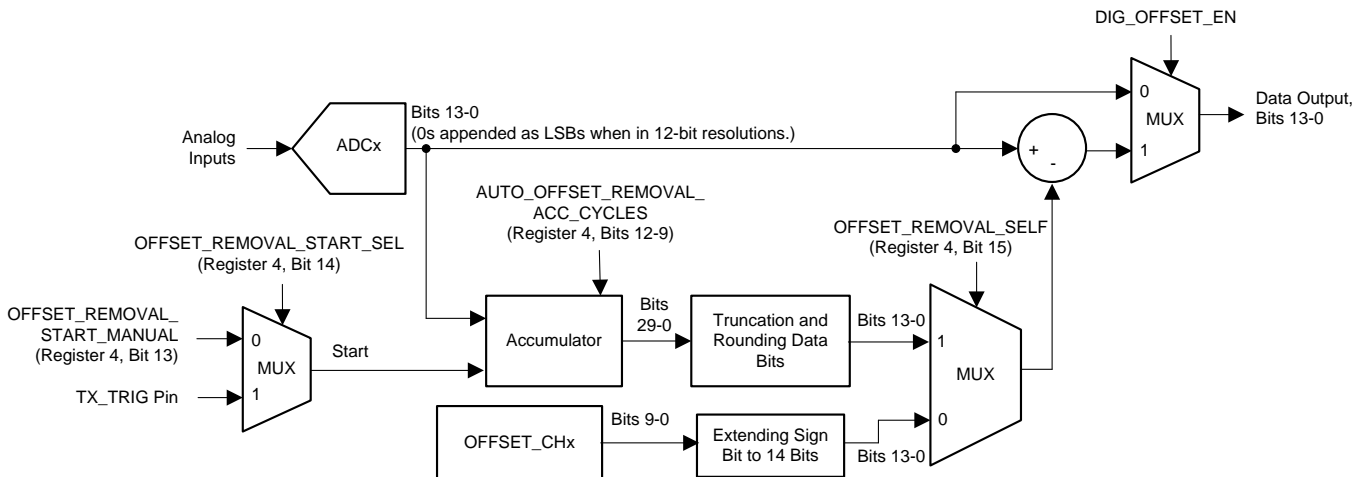 DIG_OFFSET_EN
0
MUX
1
Data Output,
Bits 13-0
Bits 13-0
(0s appended as LSBs when in 12-bit resolutions.)
Analog
Inputs
ADCx
+
-
AUTO_OFFSET_REMOVAL_
ACC_CYCLES
(Register 4, Bits 12-9)
OFFSET_REMOVAL_SELF
(Register 4, Bit 15)
OFFSET_REMOVAL_START_SEL
(Register 4, Bit 14)
OFFSET_REMOVAL_
START_MANUAL
(Register 4, Bit 13)
TX_TRIG Pin
0
MUX
1
Start
Accumulator
Bits
29-0
Truncation and
Rounding Data
Bits
Bits 13-0
1
MUX
0
OFFSET_CHx
Bits 9-0
Extending Sign
Bit to 14 Bits
Bits 13-0